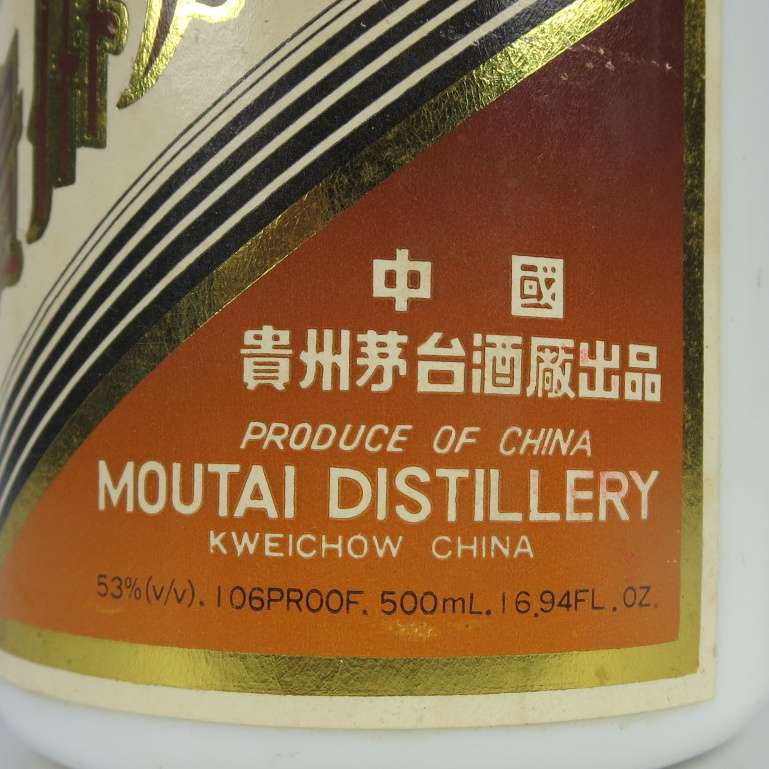 中國
貴州茅台酒廠出品
PRODUCE OF CHINA
MOUTAI DISTILLERY
KWEICHOW CHINA
53%(v/v). 106PROOF. 500mL. 16.94FL.OZ.